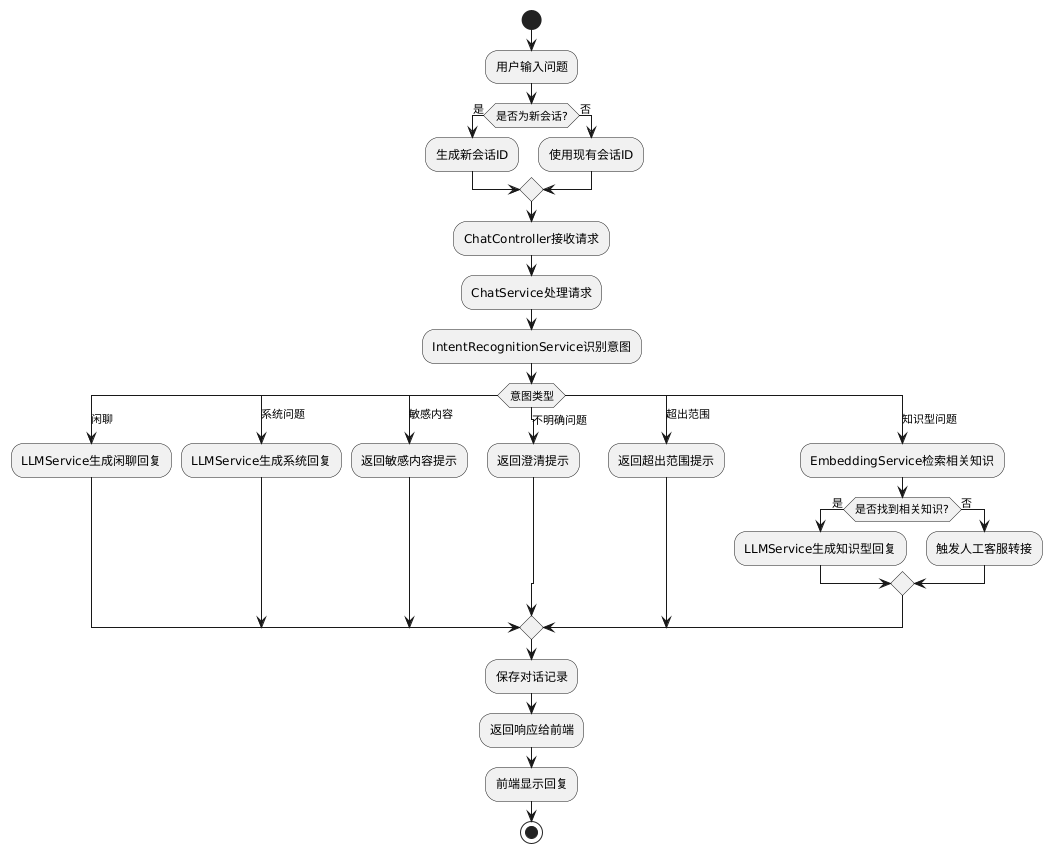 用户输入问题
是
是否为新会话?
否
生成新会话ID
使用现有会话ID
ChatController接收请求
ChatService处理请求
IntentRecognitionService识别意图
意图类型
闲聊
系统问题
敏感内容
不明确问题
超出范围
知识型问题
LLMService生成闲聊回复
LLMService生成系统回复
返回敏感内容提示
返回澄清提示
返回超出范围提示
EmbeddingService检索相关知识
是
是否找到相关知识?
否
LLMService生成知识型回复
触发人工客服转接
保存对话记录
返回响应给前端
前端显示回复